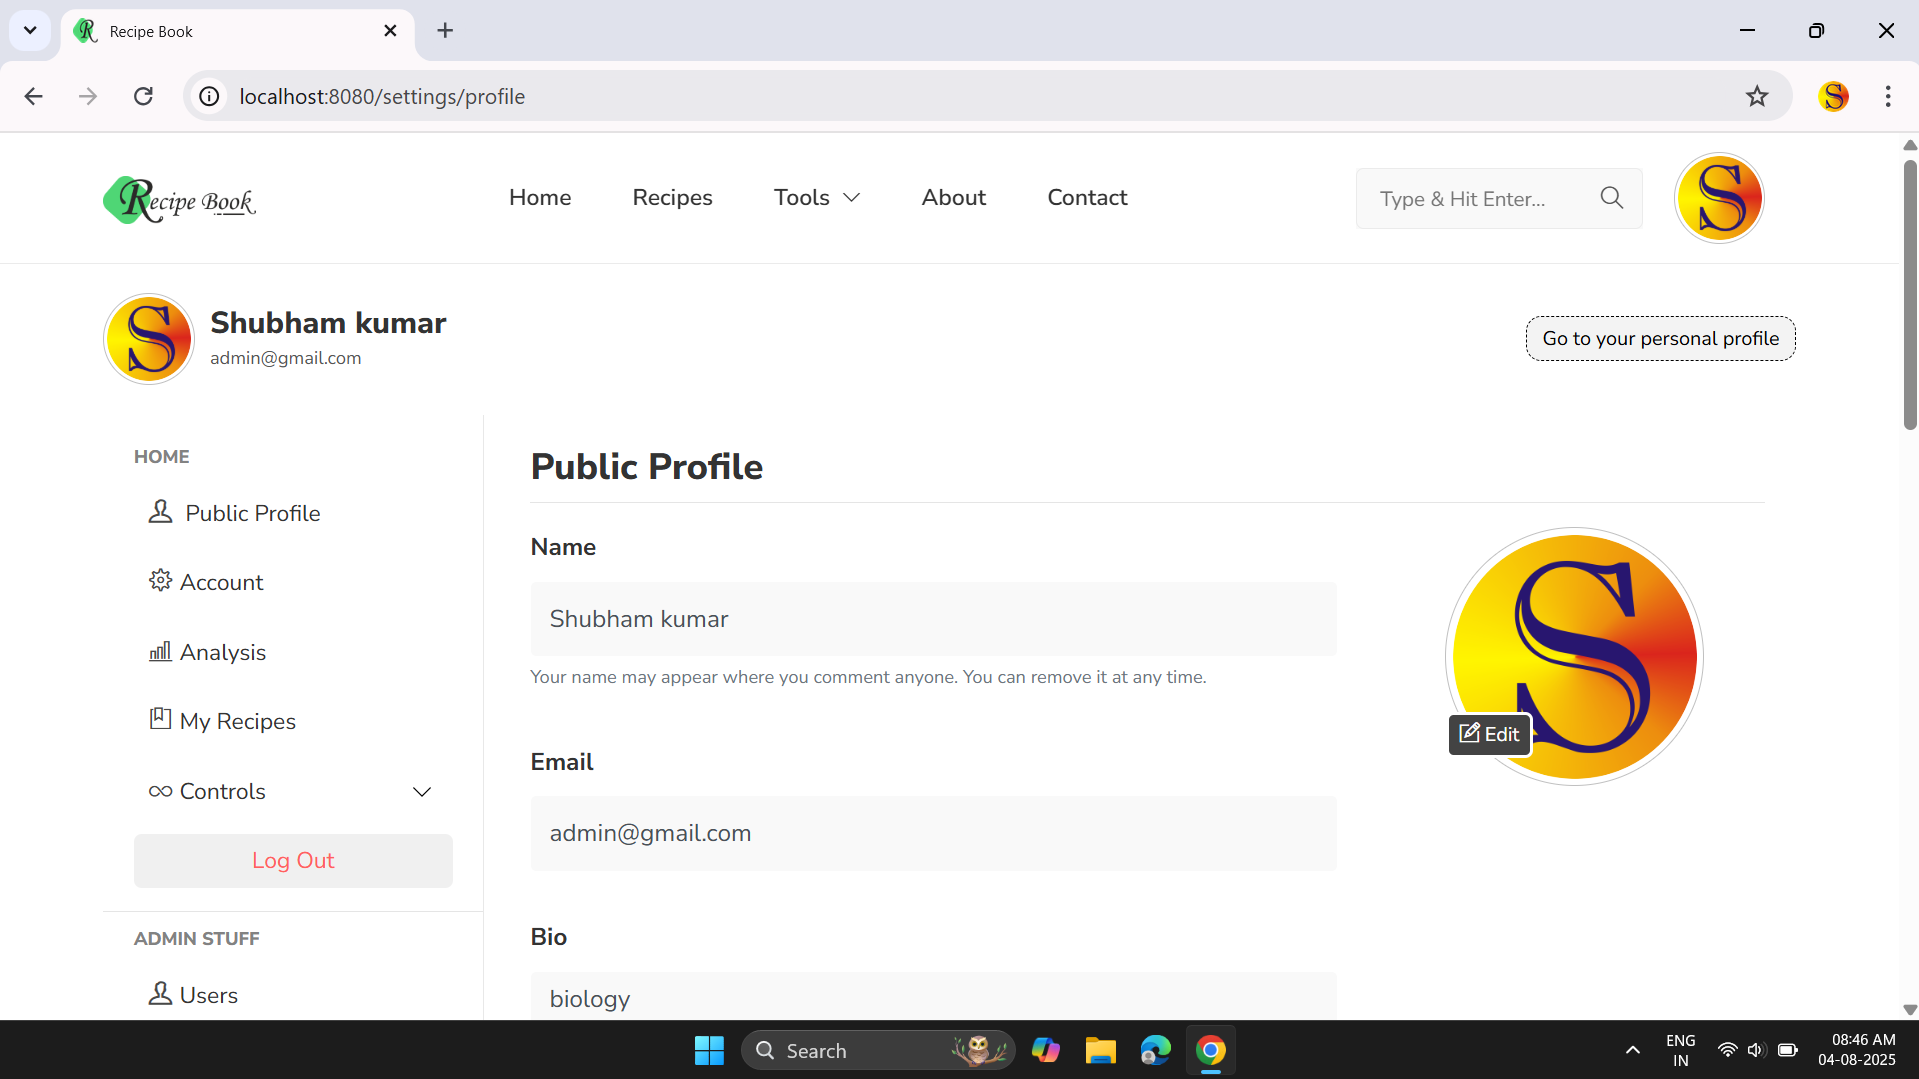 Recipe Book
localhost:8080/settings/profile
Recipe Book
Home
Recipes
Tools
About
Contact
Type & Hit Enter...
S
S
Shubham kumar
admin@gmail.com
Go to your personal profile
HOME
Public Profile
Account
Analysis
My Recipes
Controls
Log Out
ADMIN STUFF
Users
Public Profile
Name
Shubham kumar
Your name may appear where you comment anyone. You can remove it at any time.
Email
admin@gmail.com
Bio
biology
S
Edit
Search
ENG
IN
08:46 AM
04-08-2025